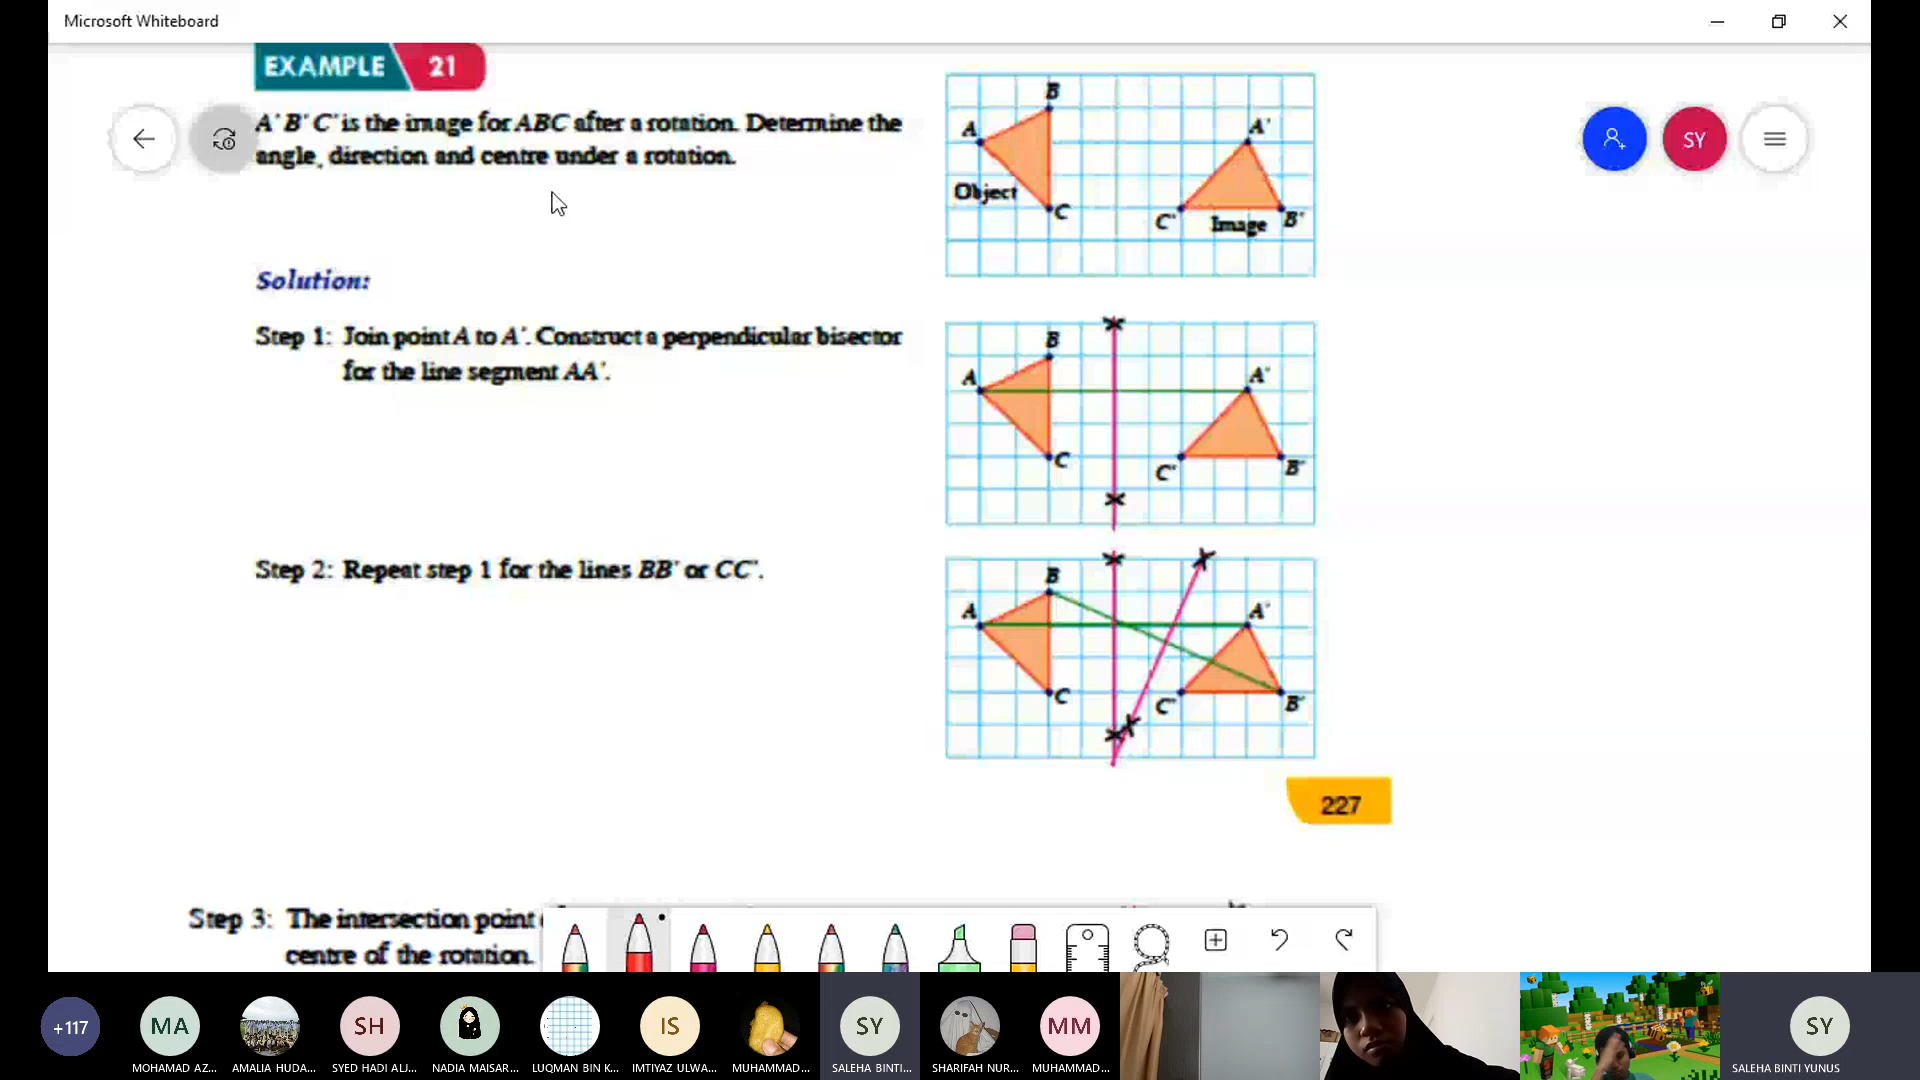 Microsoft Whiteboard
EXAMPLE 21
A' B' C' is the image for ABC after a rotation. Determine the
angle, direction and centre under a rotation.
B
A
A'
Object
C
C'
Image
B'
SY
Solution:
Step 1: Join point A to A'. Construct a perpendicular bisector
for the line segment AA'.
B
A
A'
C
C'
B'
Step 2: Repeat step 1 for the lines BB' or CC'.
B
A
A'
C
C'
B'
227
Step 3: The intersection point
centre of the rotation.
+117
MA
SH
IS
SY
MM
SY
MOHAMAD AZ...
AMALIA HUDA...
SYED HADI ALJ...
NADIA MAISAR...
LUQMAN BIN K...
IMTIYAZ ULWA...
MUHAMMAD...
SALEHA BINTI...
SHARIFAH NUR...
MUHAMMAD...
SALEHA BINTI YUNUS